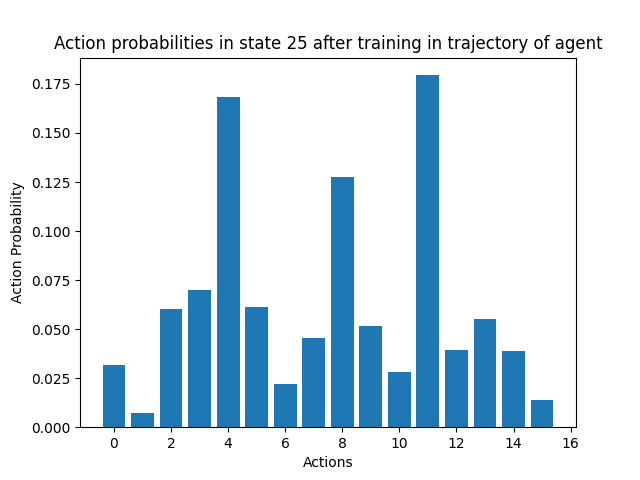 Action probabilities in state 25 after training in trajectory of agent
0.175
0.150
0.125
0.100
0.075
0.050
0.025
0.000
Action Probability
0 2 4 6 8 10 12 14 16
Actions